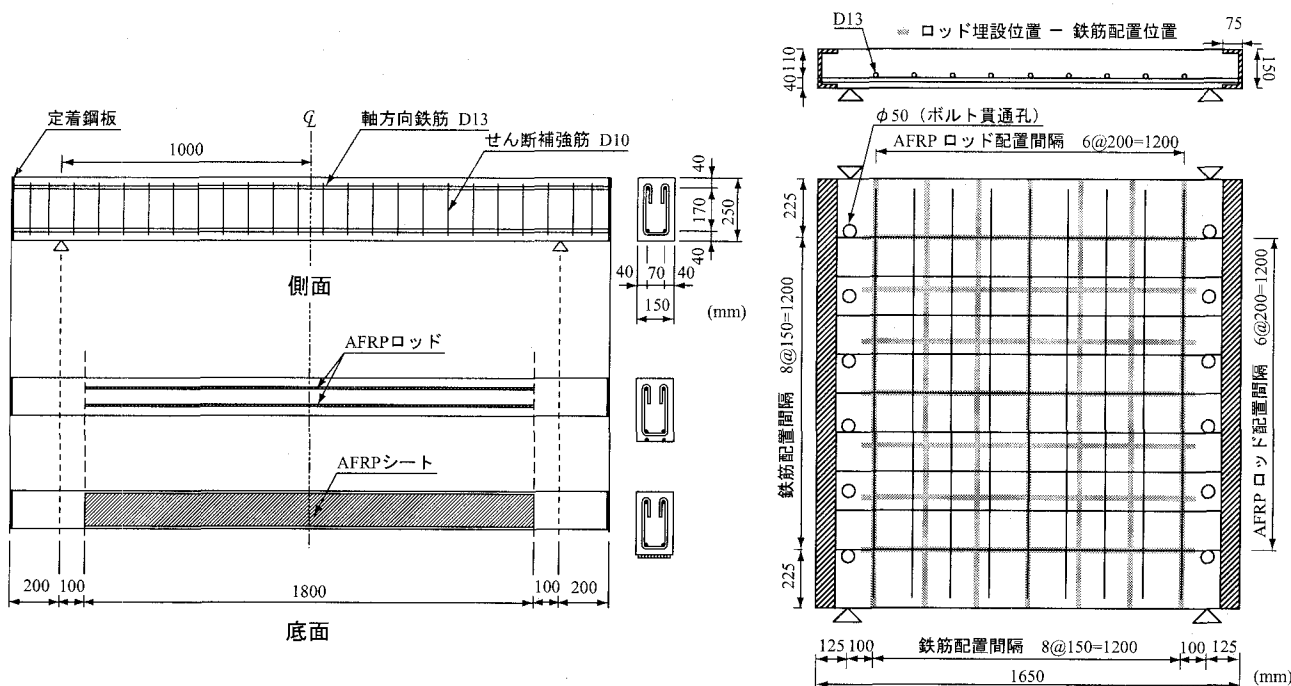 定着鋼板
℄
軸方向鉄筋 D13
せん断補強筋 D10
1000
40
170
250
40
40
70
40
150
(mm)
側面
AFRPロッド
AFRPシート
200
100
1800
100
200
底面
D13
ロッド埋設位置 － 鉄筋配置位置
75
110
40
150
φ50 (ボルト貫通孔)
AFRP ロッド配置間隔 6@200=1200
225
鉄筋配置間隔 8@150=1200
225
AFRP ロッド配置間隔 6@200=1200
125
100
鉄筋配置間隔 8@150=1200
100
125
1650
(mm)